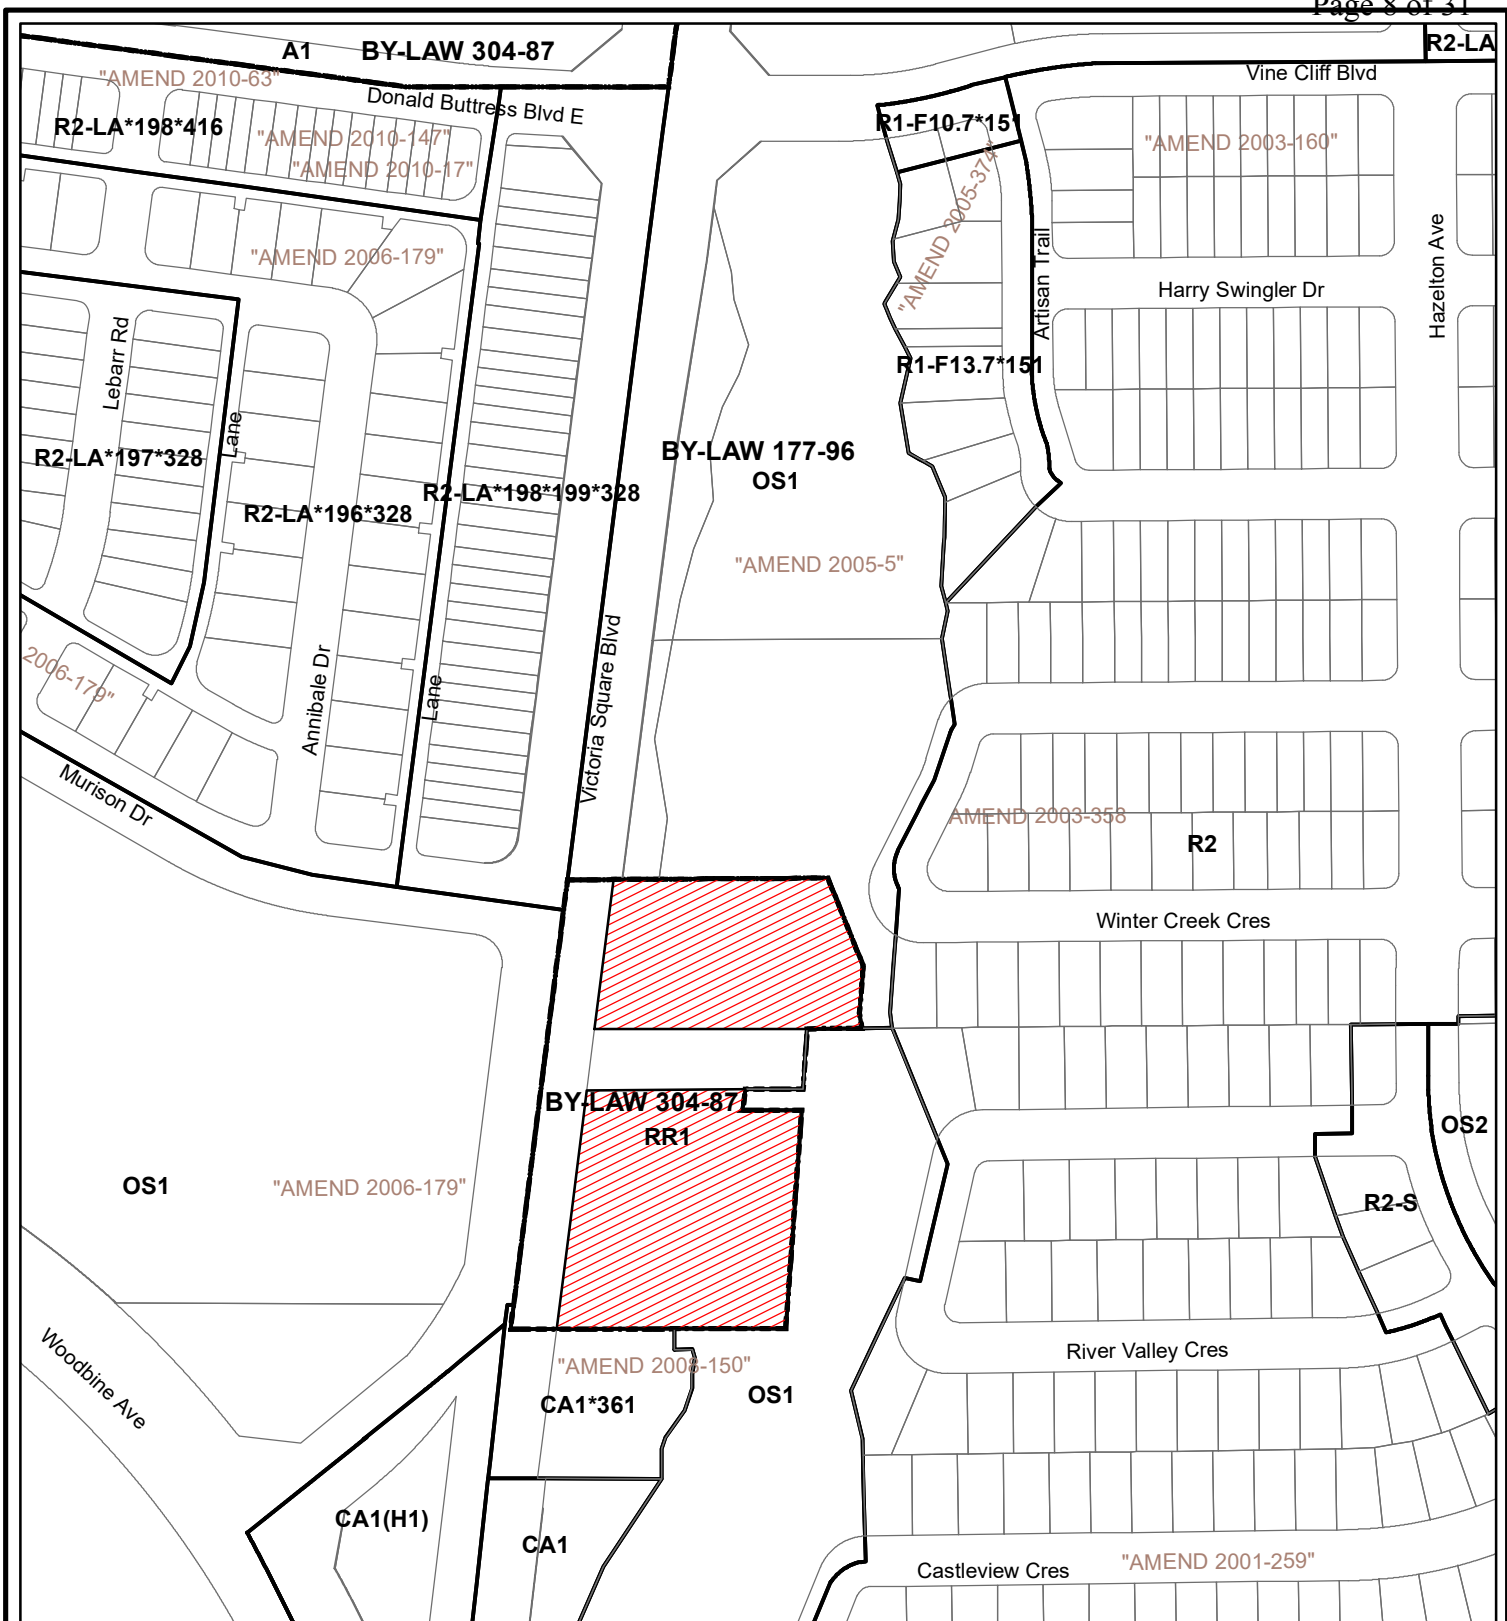 Page 8 of 31
A1
BY-LAW 304-87
R2-LA
"AMEND 2010-63"
Donald Buttress Blvd E
Vine Cliff Blvd
R2-LA*198*416
"AMEND 2010-147"
"AMEND 2010-17"
R1-F10.7*151
"AMEND 2003-160"
"AMEND 2005-374"
"AMEND 2006-179"
Artisan Trail
Hazelton Ave
Harry Swingler Dr
Lebarr Rd
R1-F13.7*151
Lane
R2-LA*197*328
BY-LAW 177-96
OS1
R2-LA*198*199*328
R2-LA*196*328
"AMEND 2005-5"
2006-179"
Annibale Dr
Lane
Victoria Square Blvd
Murison Dr
AMEND 2003-358
R2
Winter Creek Cres
BY-LAW 304-87
RR1
OS2
OS1
"AMEND 2006-179"
R2-S
Woodbine Ave
River Valley Cres
"AMEND 2008-150"
CA1*361
OS1
CA1(H1)
CA1
Castleview Cres
"AMEND 2001-259"